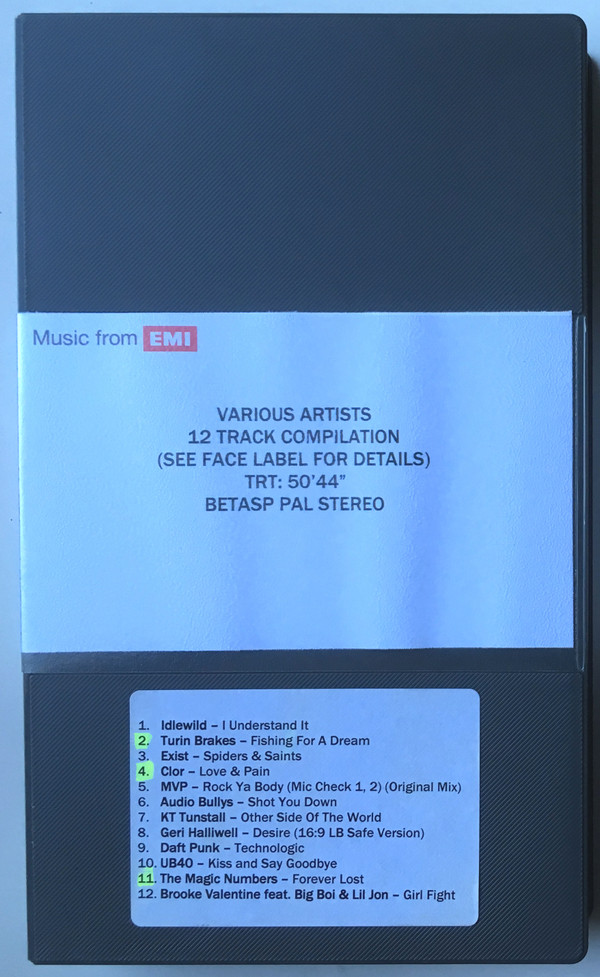 Music from EMI
VARIOUS ARTISTS
12 TRACK COMPILATION
(SEE FACE LABEL FOR DETAILS)
TRT: 50'44"
BETASP PAL STEREO
1. Idlewild – I Understand It
2. Turin Brakes – Fishing For A Dream
3. Exist – Spiders & Saints
4. Clor – Love & Pain
5. MVP – Rock Ya Body (Mic Check 1, 2) (Original Mix)
6. Audio Bullys – Shot You Down
7. KT Tunstall – Other Side Of The World
8. Geri Halliwell – Desire (16:9 LB Safe Version)
9. Daft Punk – Technologic
10. UB40 – Kiss and Say Goodbye
11. The Magic Numbers – Forever Lost
12. Brooke Valentine feat. Big Boi & Lil Jon – Girl Fight